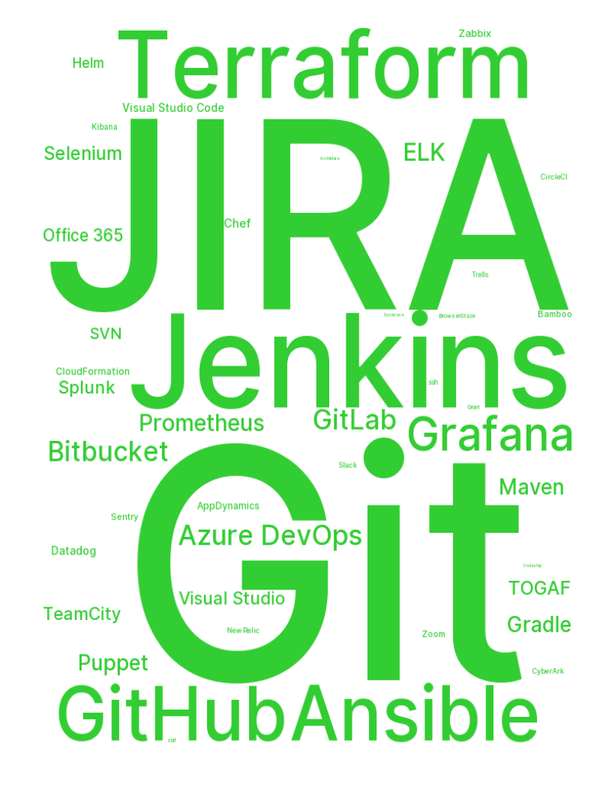 Terraform
Zabbix
Helm
Visual Studio Code
Kibana
JIRA
Selenium
ELK
CircleCI
Chef
Office 365
Trello
Bamboo
BrowserStack
SVN
Jenkins
CloudFormation
Splunk
ssh
Prometheus
GitLab
Grafana
Bitbucket
Slack
Git
Maven
AppDynamics
Sentry
Azure DevOps
Datadog
TOGAF
Visual Studio
TeamCity
Gradle
New Relic
Zoom
Puppet
CyberArk
GitHub
Ansible